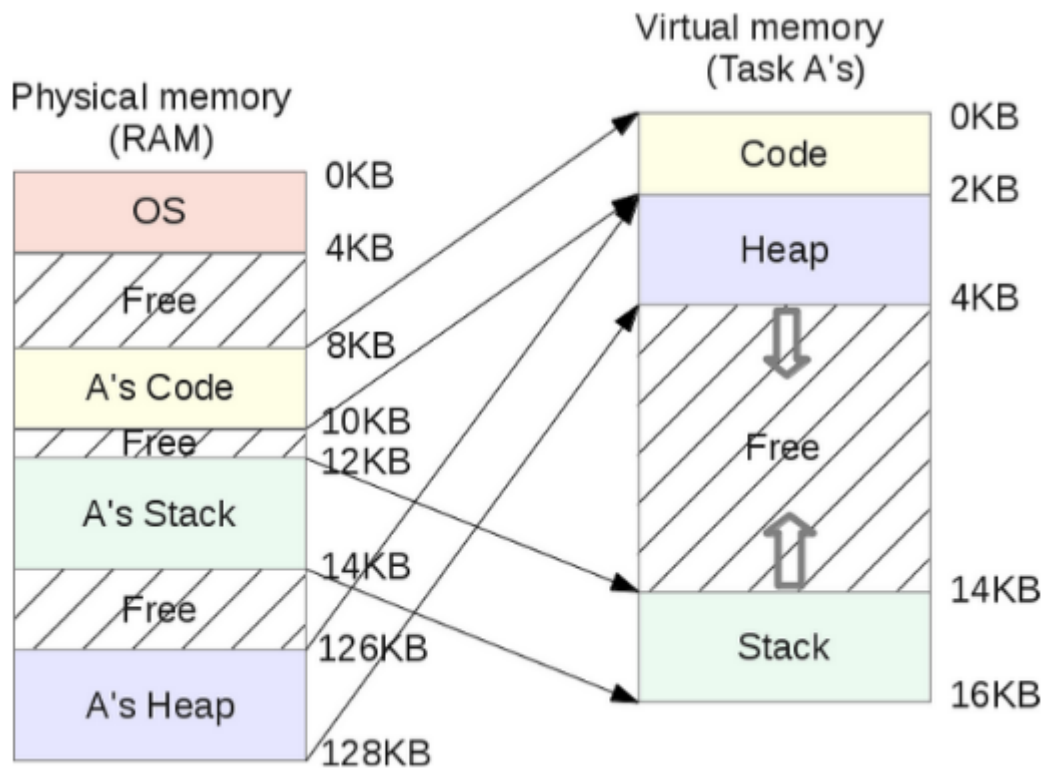 Physical memory
(RAM)
0KB
OS
4KB
Free
8KB
A's Code
10KB
Free
12KB
A's Stack
14KB
Free
126KB
A's Heap
128KB
Virtual memory
(Task A's)
0KB
Code
2KB
Heap
4KB
Free
14KB
Stack
16KB